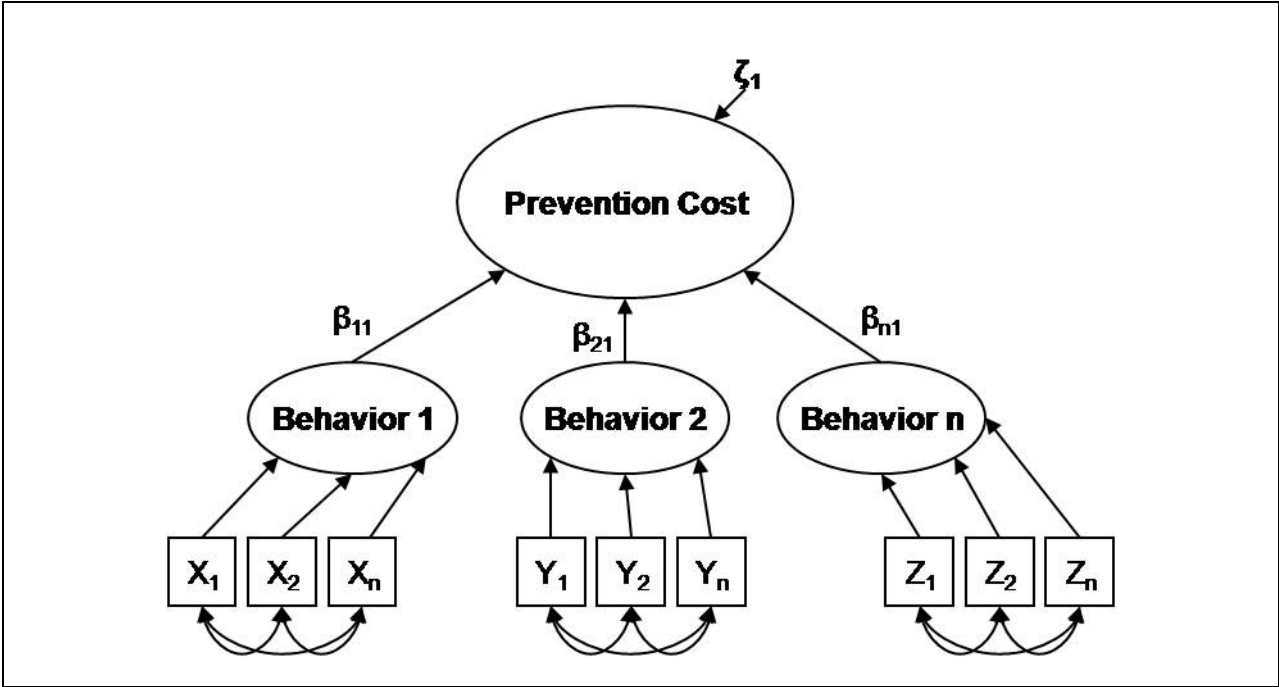 ζ₁
Prevention Cost
β₁₁
β₂₁
βₙ₁
Behavior 1
Behavior 2
Behavior n
X₁
X₂
Xₙ
Y₁
Y₂
Yₙ
Z₁
Z₂
Zₙ